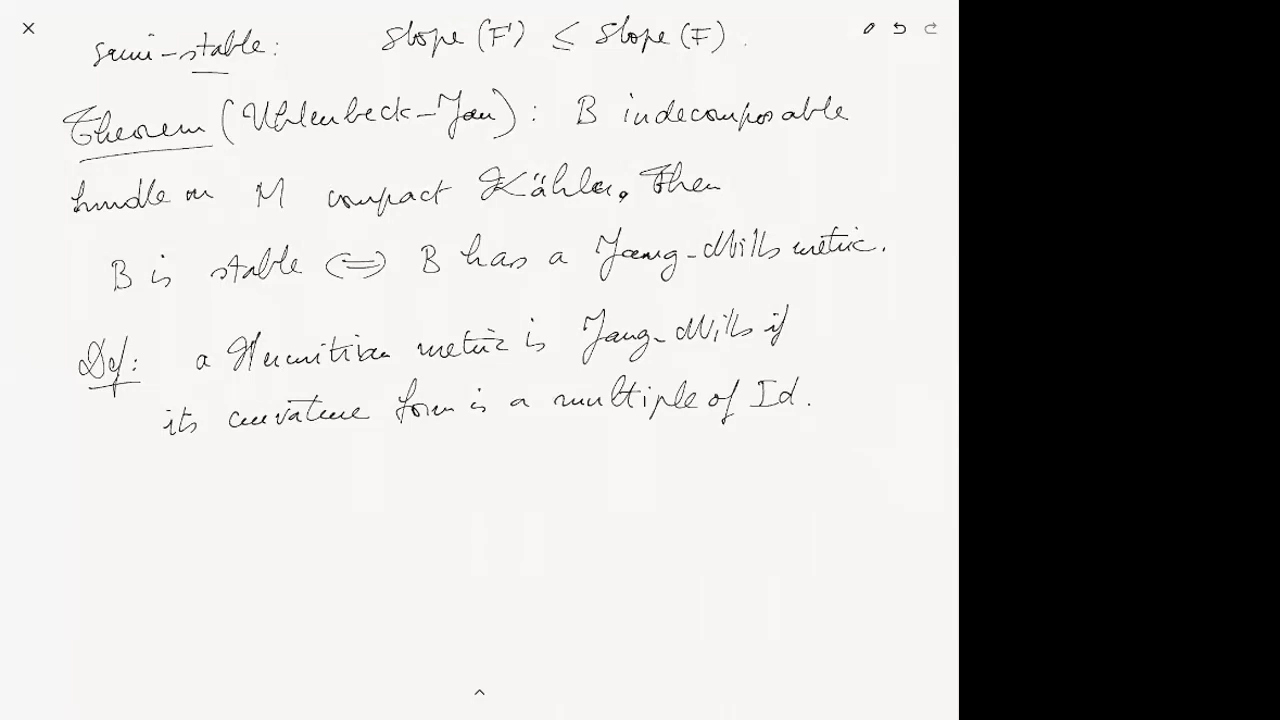 semi-stable: slope (F') ≤ slope (F).
Theorem (Uhlenbeck-Yau): B indecomposable
bundle on M compact Kähler. Then
B is stable ⟺ B has a Yang-Mills metric.
Def: a Hermitian metric is Yang-Mills if
its curvature form is a multiple of Id.